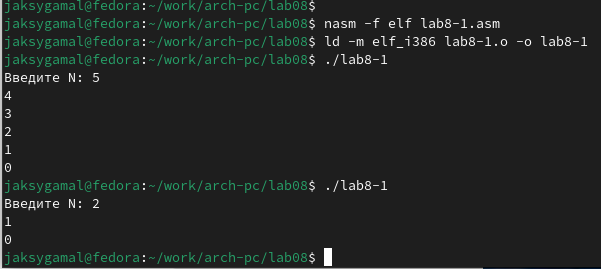 jaksygamal@fedora:~/work/arch-pc/lab08$
jaksygamal@fedora:~/work/arch-pc/lab08$ nasm -f elf lab8-1.asm
jaksygamal@fedora:~/work/arch-pc/lab08$ ld -m elf_i386 lab8-1.o -o lab8-1
jaksygamal@fedora:~/work/arch-pc/lab08$ ./lab8-1
Введите N: 5
4
3
2
1
0
jaksygamal@fedora:~/work/arch-pc/lab08$ ./lab8-1
Введите N: 2
1
0
jaksygamal@fedora:~/work/arch-pc/lab08$